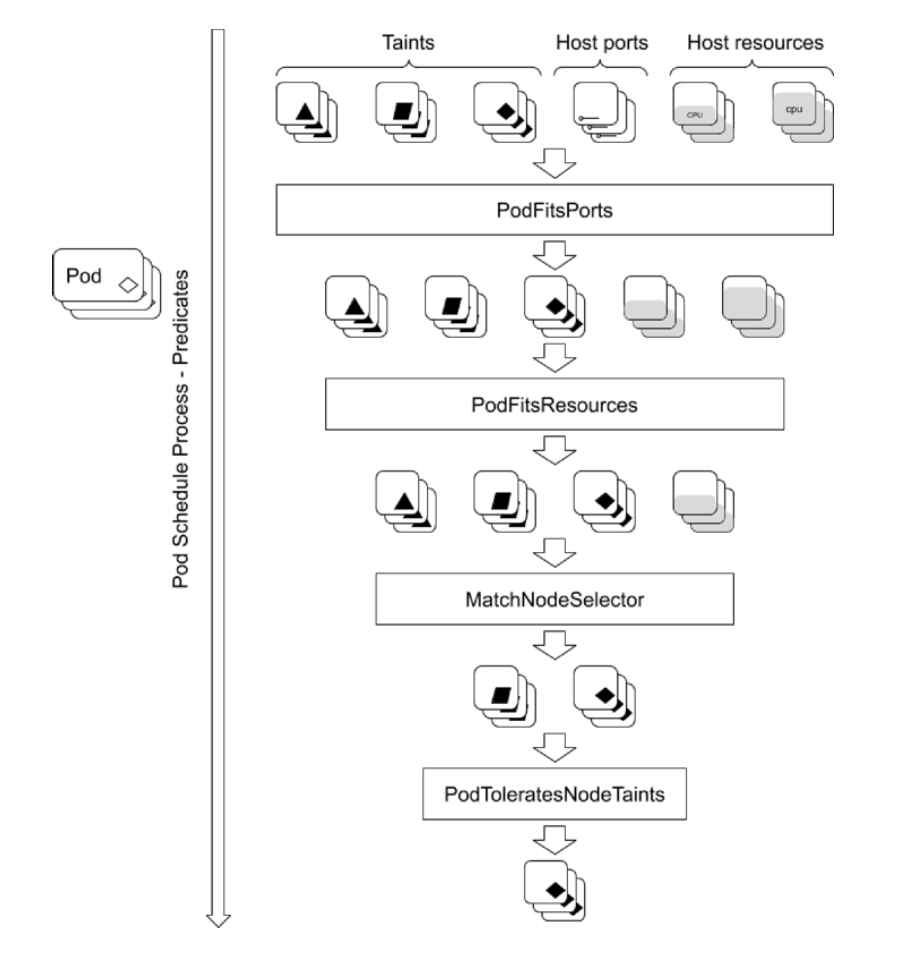 Taints
Host ports
Host resources
CPU
cpu
PodFitsPorts
Pod
Pod Schedule Process - Predicates
PodFitsResources
MatchNodeSelector
PodToleratesNodeTaints